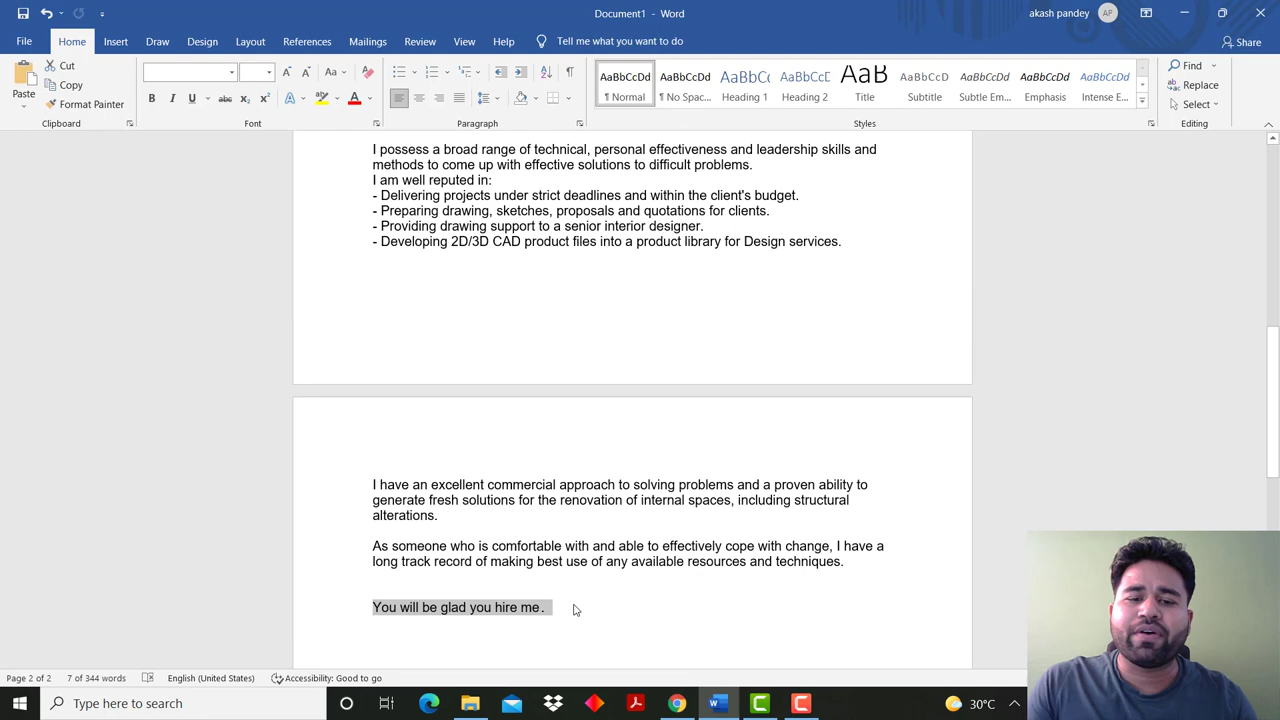 Document1 - Word
akash pandey AP
File Home Insert Draw Design Layout References Mailings Review View Help Tell me what you want to do Share
Paste
Cut
Copy
Format Painter
Clipboard
Aa
B I U abc x₂ x² A A
Font
Paragraph
AaBbCcDd AaBbCcDd AaBbCc AaBbCcD AaB AaBbCcDd AaBbCcDd AaBbCcDd AaBbCcDd
¶ Normal ¶ No Spac... Heading 1 Heading 2 Title Subtitle Subtle Em... Emphasis Intense E...
Styles
Find
Replace
Select
Editing
I possess a broad range of technical, personal effectiveness and leadership skills and
methods to come up with effective solutions to difficult problems.
I am well reputed in:
- Delivering projects under strict deadlines and within the client's budget.
- Preparing drawing, sketches, proposals and quotations for clients.
- Providing drawing support to a senior interior designer.
- Developing 2D/3D CAD product files into a product library for Design services.
I have an excellent commercial approach to solving problems and a proven ability to
generate fresh solutions for the renovation of internal spaces, including structural
alterations.
As someone who is comfortable with and able to effectively cope with change, I have a
long track record of making best use of any available resources and techniques.
You will be glad you hire me.
Page 2 of 2 7 of 344 words English (United States) Accessibility: Good to go
Type here to search
30°C